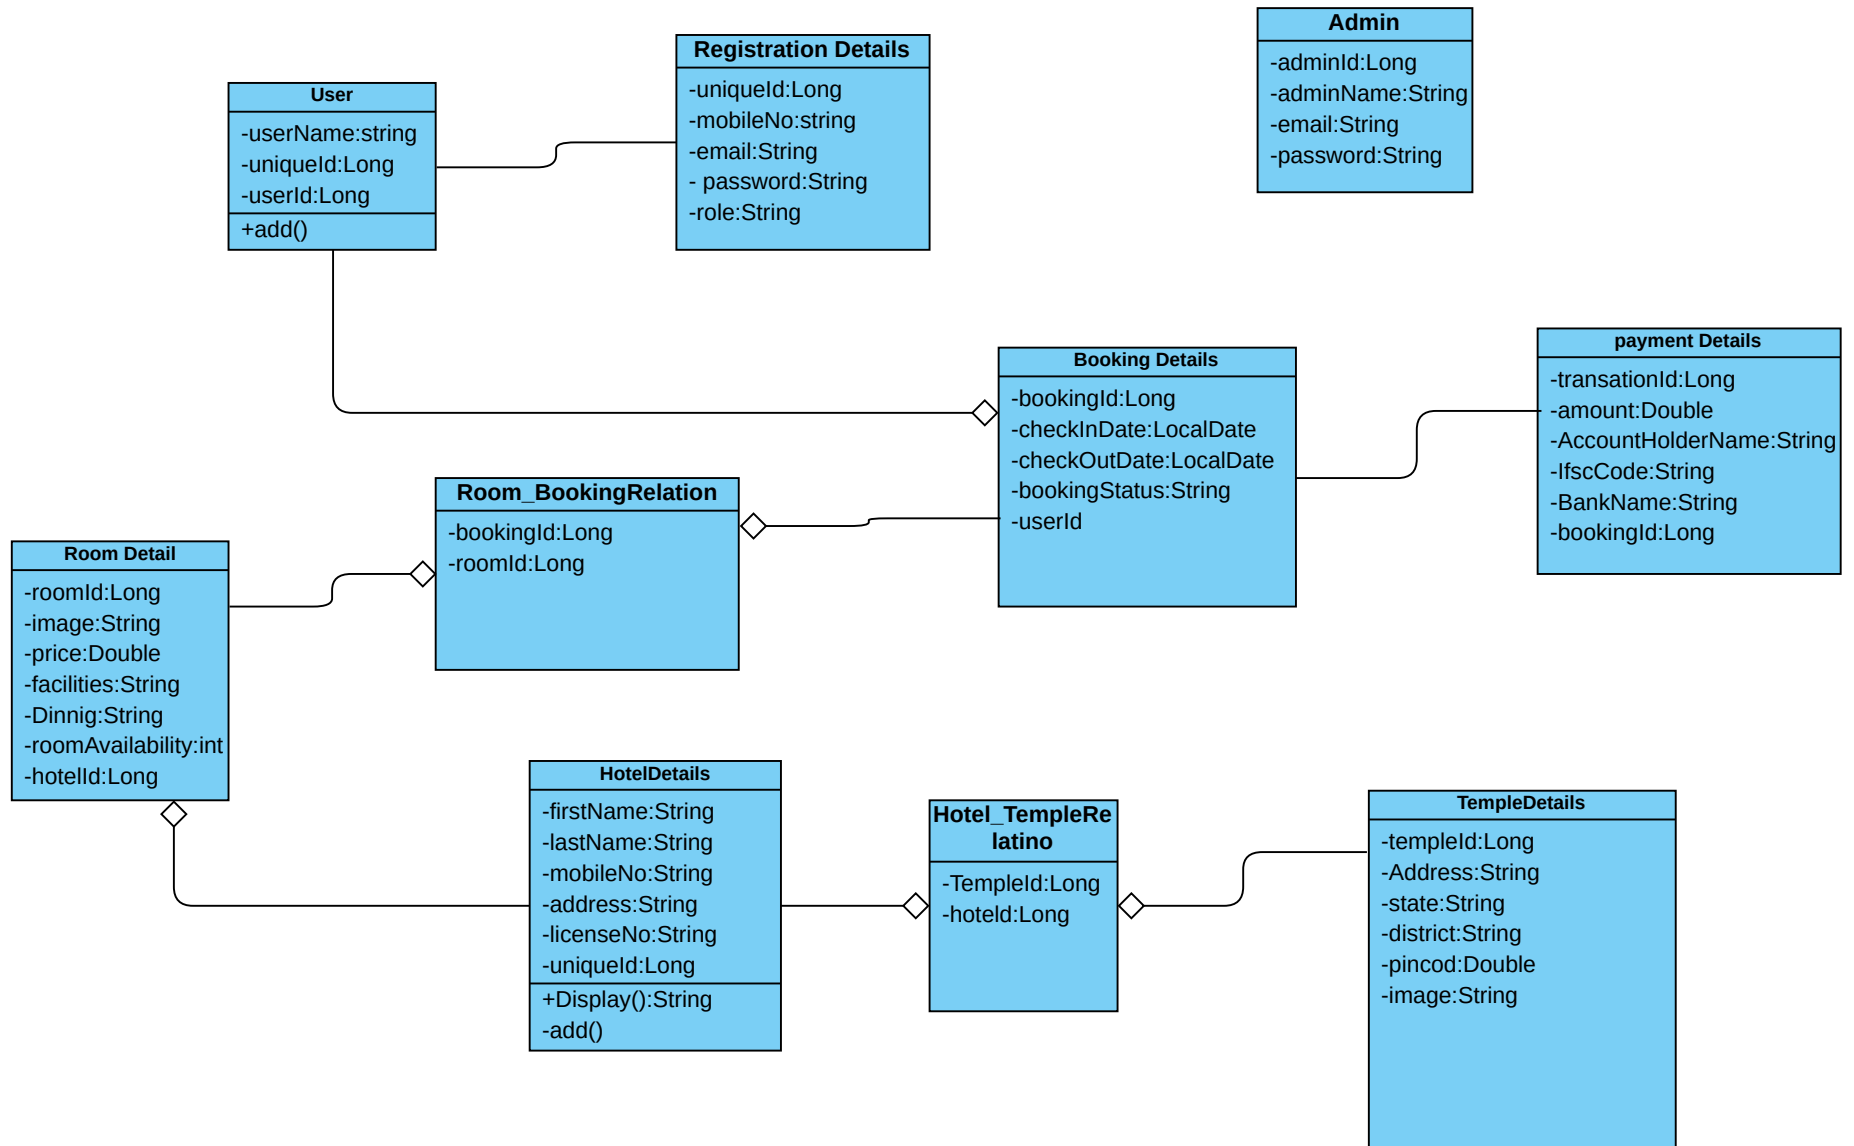 Admin
-adminId:Long
-adminName:String
-email:String
-password:String
Registration Details
-uniqueId:Long
-mobileNo:string
-email:String
- password:String
-role:String
User
-userName:string
-uniqueId:Long
-userId:Long
+add()
payment Details
-transationId:Long
-amount:Double
-AccountHolderName:String
-IfscCode:String
-BankName:String
-bookingId:Long
Booking Details
-bookingId:Long
-checkInDate:LocalDate
-checkOutDate:LocalDate
-bookingStatus:String
-userId
Room_BookingRelation
-bookingId:Long
-roomId:Long
Room Detail
-roomId:Long
-image:String
-price:Double
-facilities:String
-Dinnig:String
-roomAvailability:int
-hotelId:Long
HotelDetails
-firstName:String
-lastName:String
-mobileNo:String
-address:String
-licenseNo:String
-uniqueId:Long
+Display():String
-add()
Hotel_TempleRe
latino
-TempleId:Long
-hoteId:Long
TempleDetails
-templeId:Long
-Address:String
-state:String
-district:String
-pincod:Double
-image:String